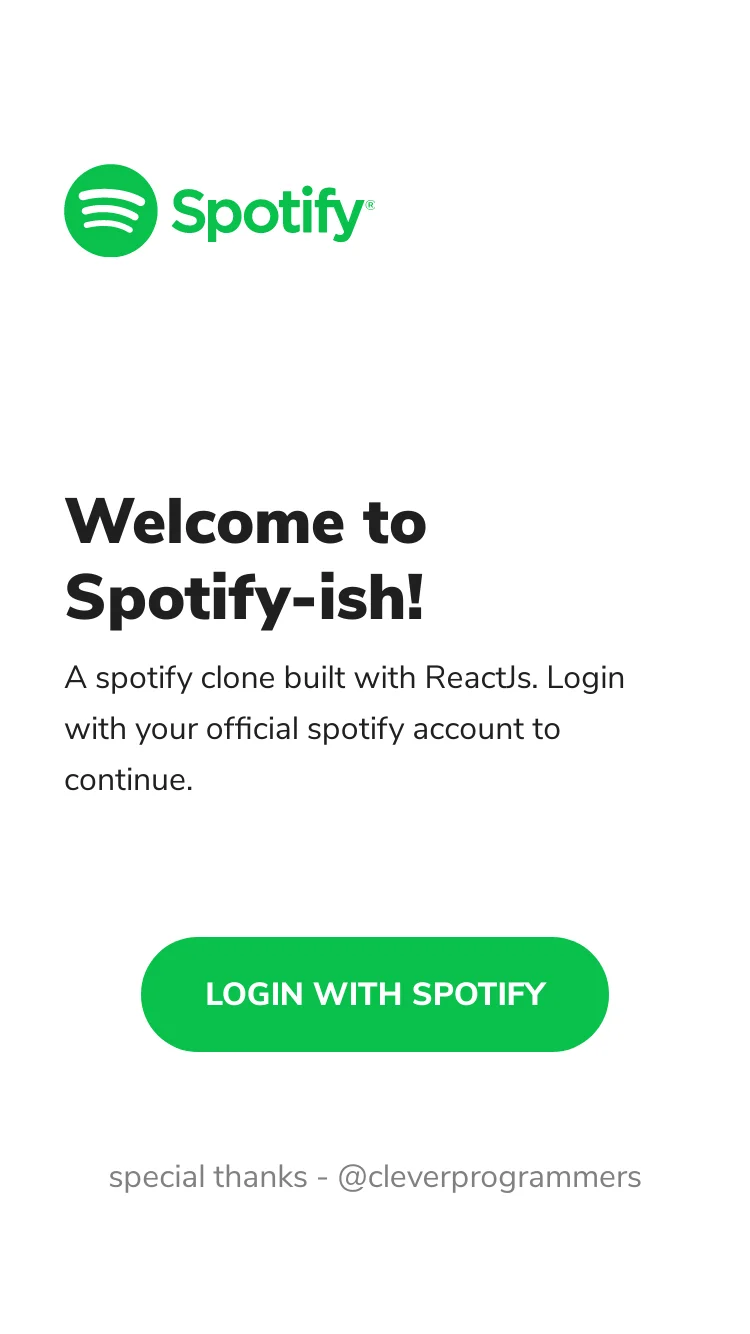 Spotify®
Welcome to
Spotify-ish!
A spotify clone built with ReactJs. Login
with your official spotify account to
continue.
LOGIN WITH SPOTIFY
special thanks - @cleverprogrammers